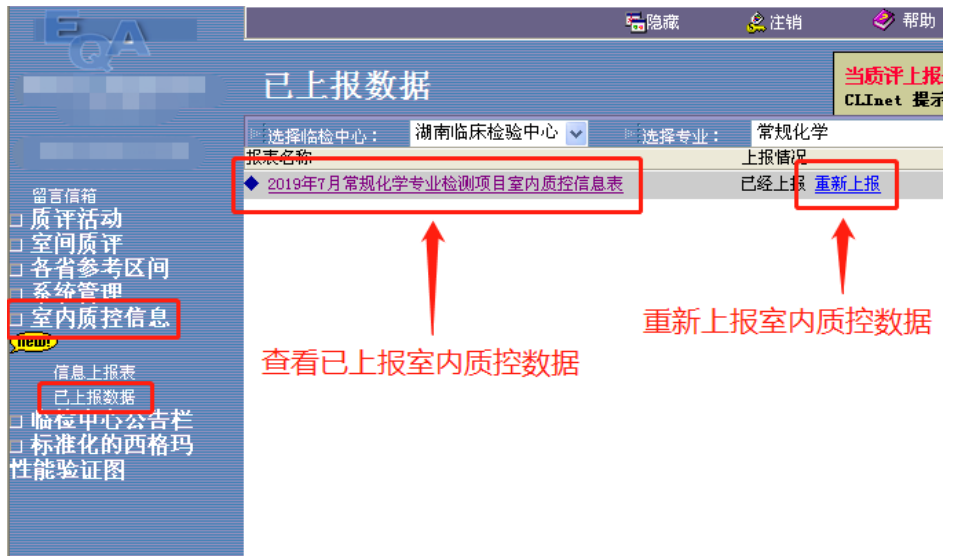 EQA
隐藏 注销 帮助
已上报数据
当质评上报
CLInet 提示
选择临检中心： 湖南临床检验中心 选择专业： 常规化学
报表名称 上报情况
◆ 2019年7月常规化学专业检测项目室内质控信息表 已经上报 重新上报
留言信箱
质评活动
室间质评
各省参考区间
系统管理
室内质控信息
new!
信息上报表
已上报数据
临检中心公告栏
标准化的西格玛
性能验证图
查看已上报室内质控数据
重新上报室内质控数据